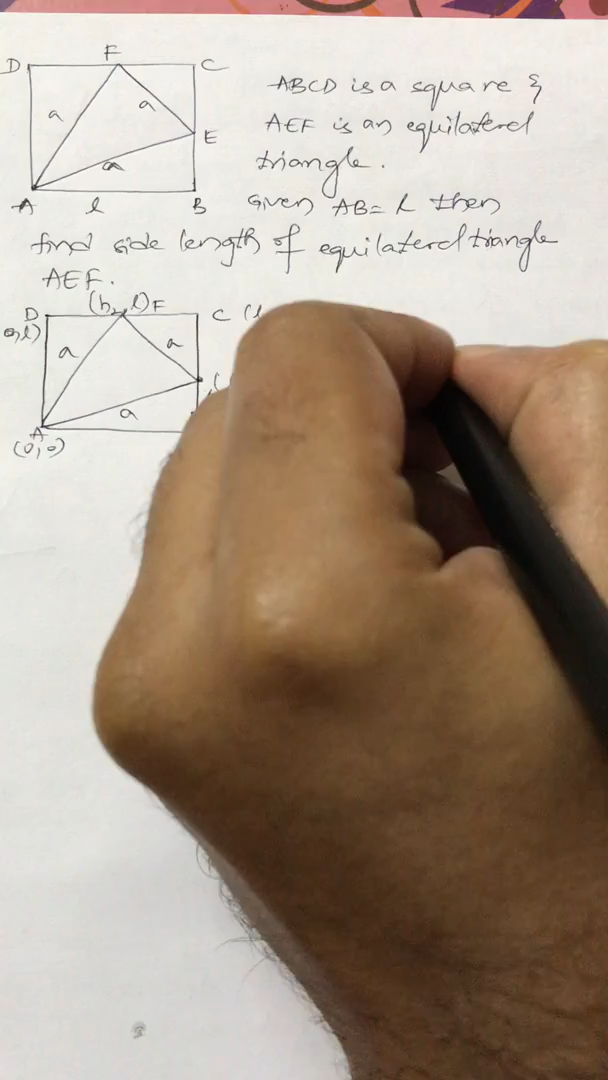 D F C
ABCD is a square &
a a
AEF is an equilateral
E
triangle.
a
A l B
Given AB = l then
find side length of equilateral triangle
AEF.
D (h, l) F C (l
0, l)
a a
a
A
(0, 0)